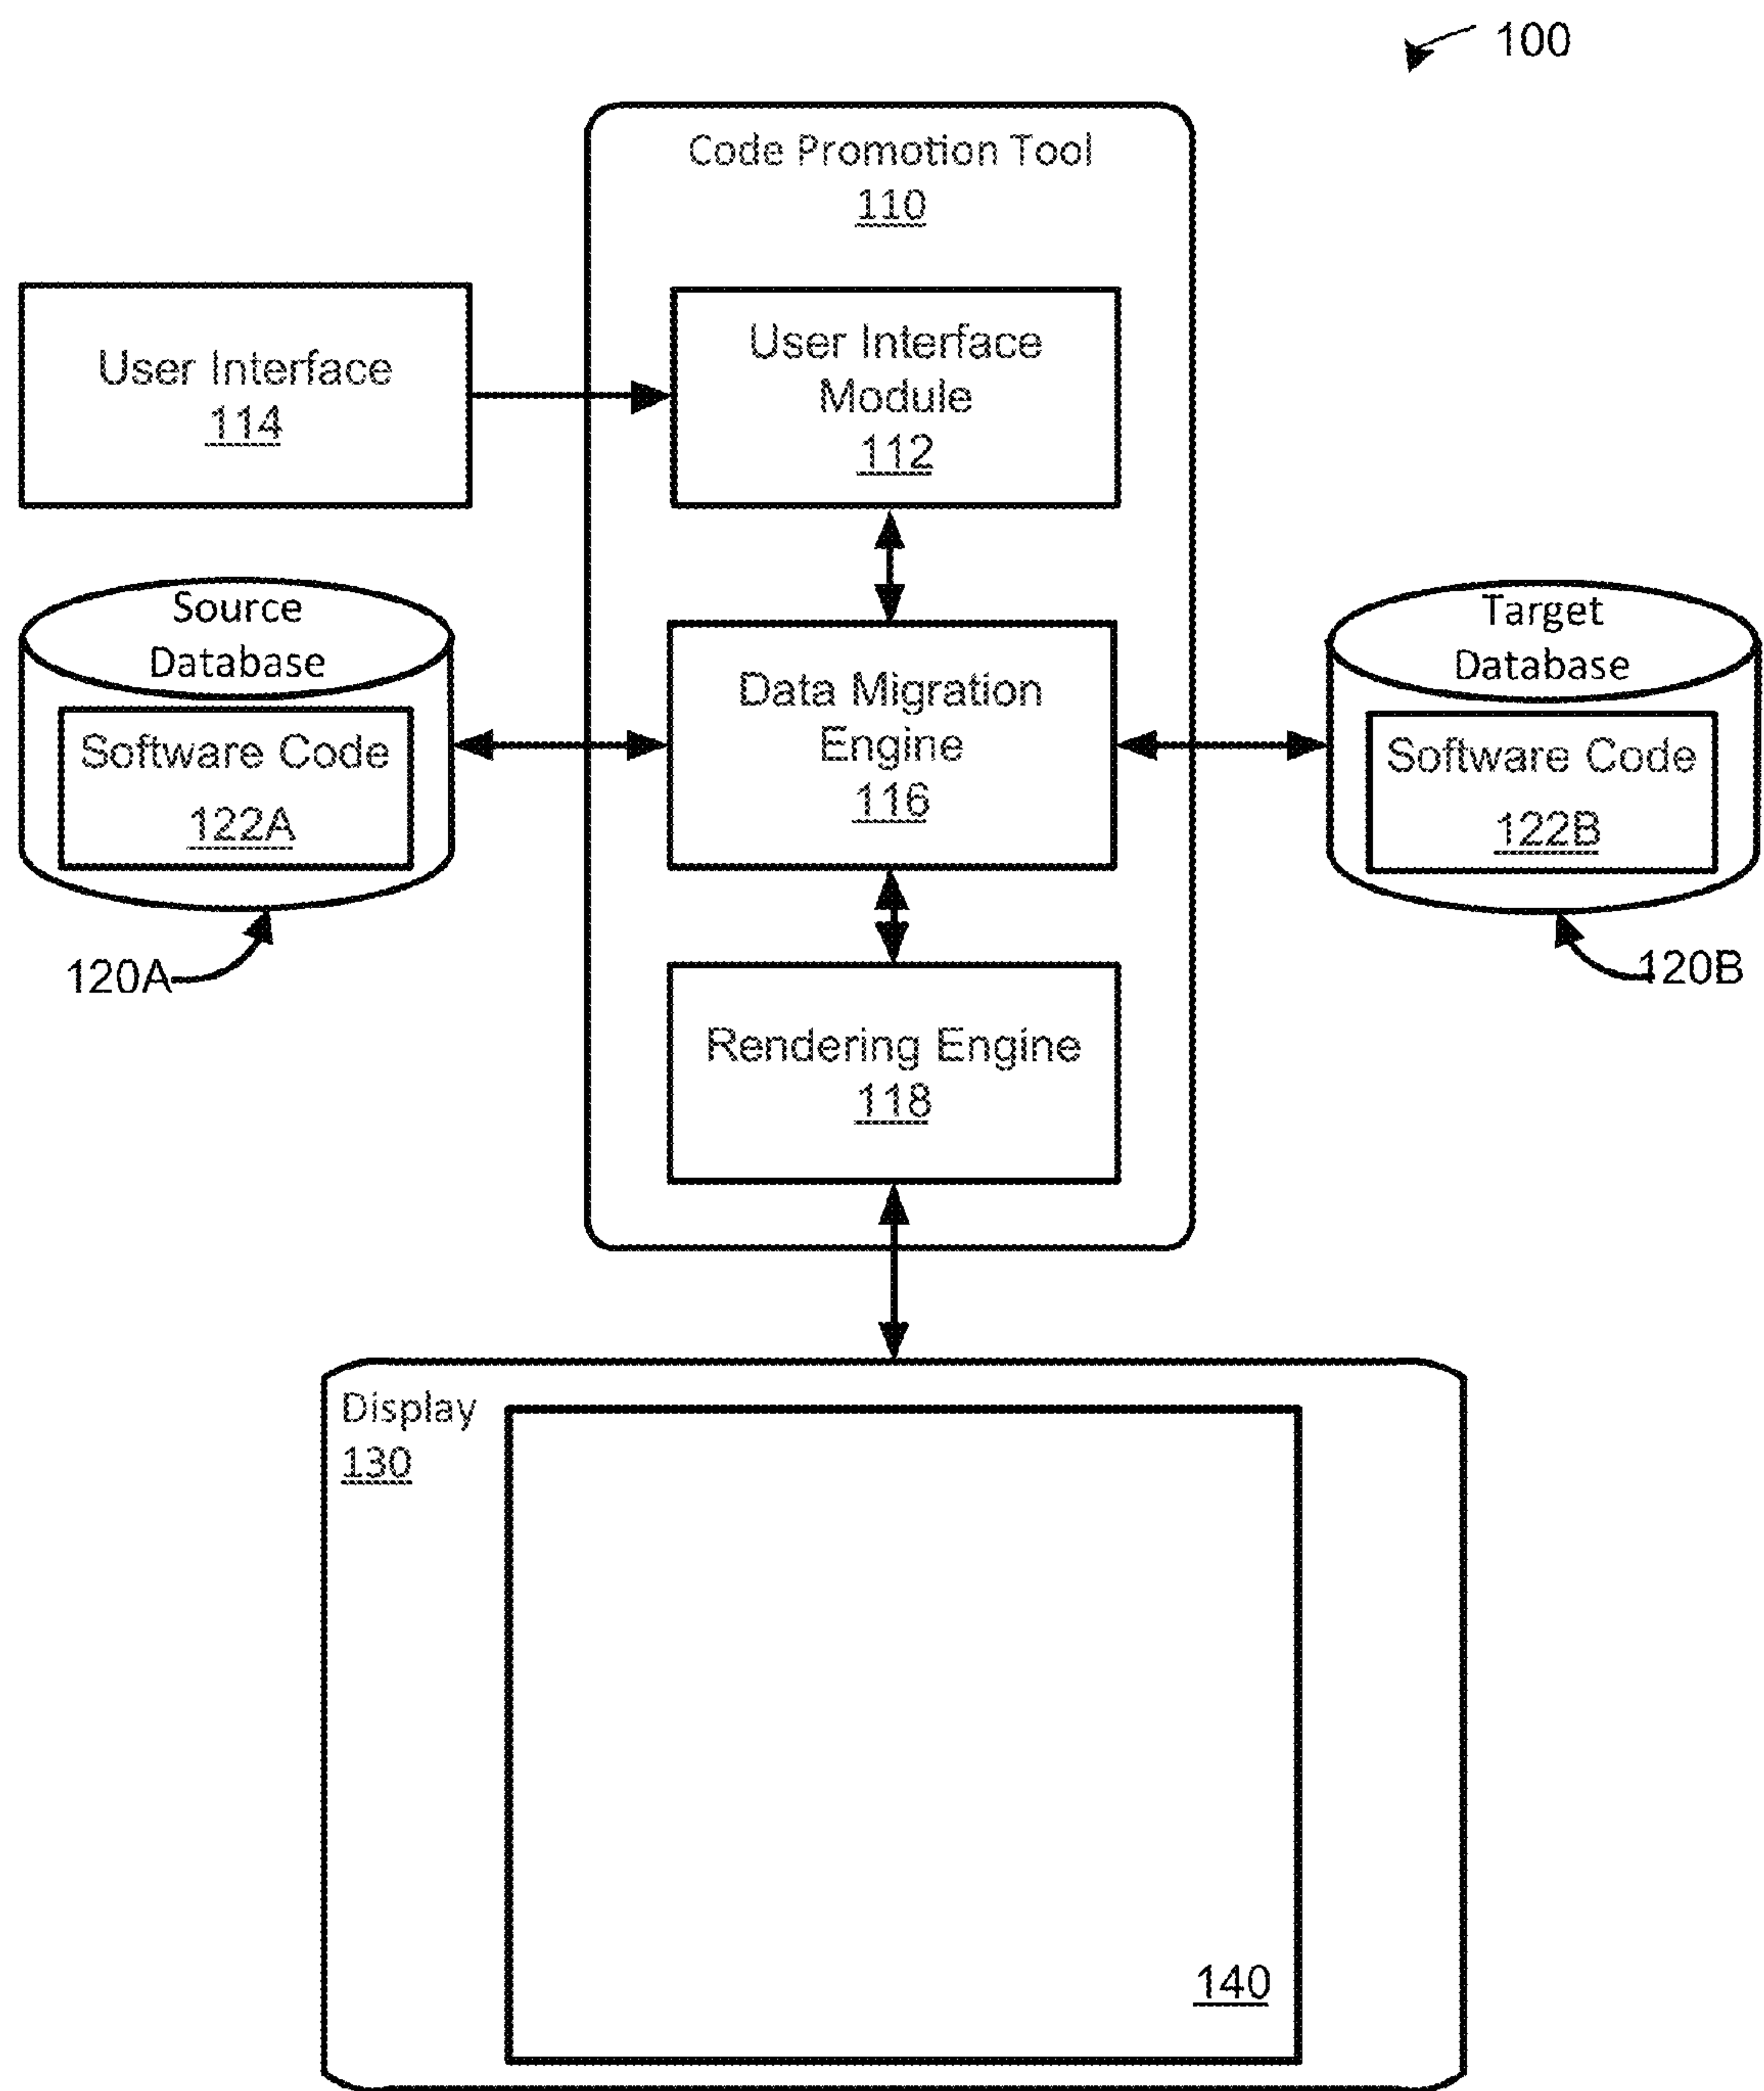 100
Code Promotion Tool
110
User Interface
114
User Interface
Module
112
Source
Database
Software Code
122A
120A
Data Migration
Engine
116
Target
Database
Software Code
122B
120B
Rendering Engine
118
Display
130
140